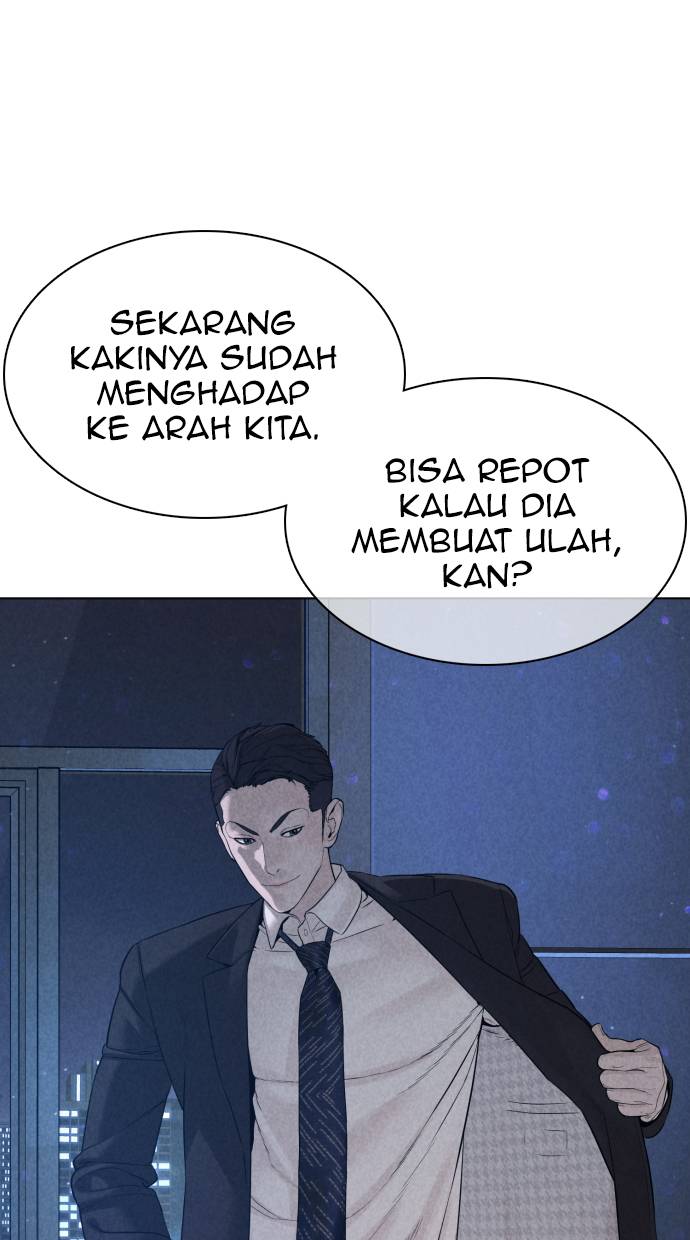 SEKARANG
KAKINYA SUDAH
MENGHADAP
KE ARAH KITA.
BISA REPOT
KALAU DIA
MEMBUAT ULAH,
KAN?